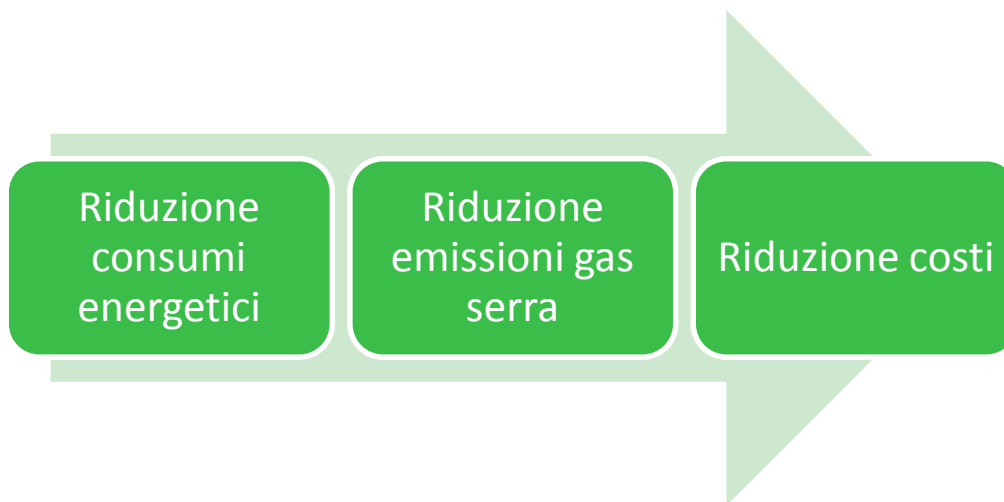 Riduzione
consumi
energetici
Riduzione
emissioni gas
serra
Riduzione costi